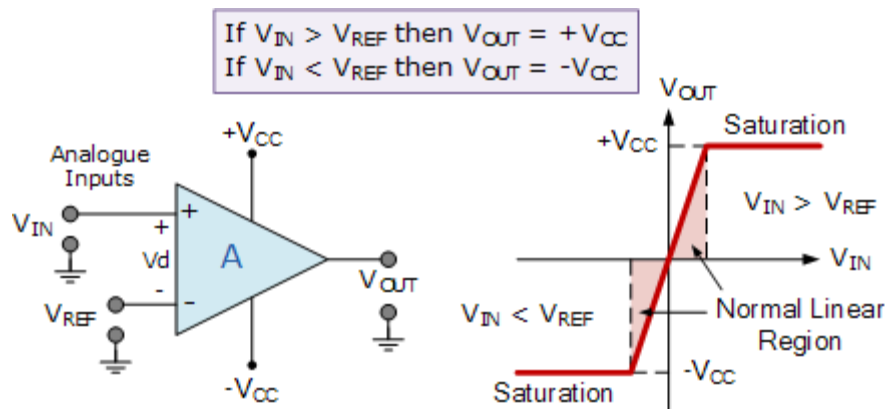 If VIN > VREF then VOUT = +VCC
If VIN < VREF then VOUT = -VCC
+VCC
Analogue
Inputs
VIN
+
+
Vd
A
-
-
VREF
VOUT
-VCC
VOUT
Saturation
+VCC
VIN > VREF
VIN
VIN < VREF
Normal Linear
Region
-VCC
Saturation